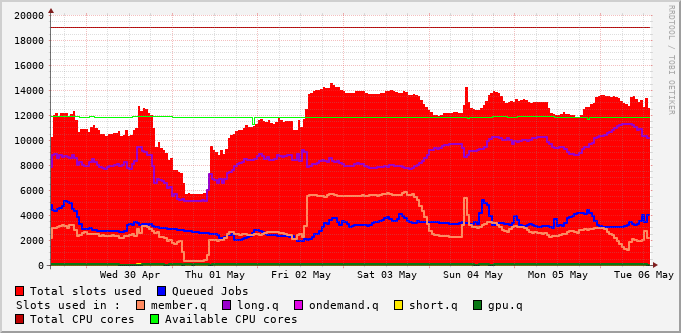 RRDTOOL / TOBI OETIKER
20000
18000
16000
14000
12000
10000
8000
6000
4000
2000
0
Wed 30 Apr Thu 01 May Fri 02 May Sat 03 May Sun 04 May Mon 05 May Tue 06 May
Total slots used Queued Jobs
Slots used in : member.q long.q ondemand.q short.q gpu.q
Total CPU cores Available CPU cores